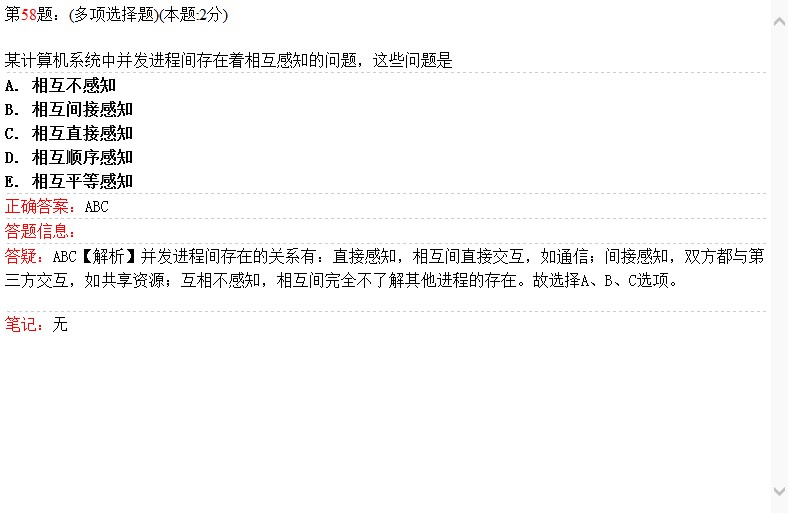 第58题：(多项选择题)(本题:2分)
某计算机系统中并发进程间存在着相互感知的问题，这些问题是
A. 相互不感知
B. 相互间接感知
C. 相互直接感知
D. 相互顺序感知
E. 相互平等感知
正确答案：ABC
答题信息：
答疑：ABC【解析】并发进程间存在的关系有：直接感知，相互间直接交互，如通信；间接感知，双方都与第
三方交互，如共享资源；互相不感知，相互间完全不了解其他进程的存在。故选择A、B、C选项。
笔记：无